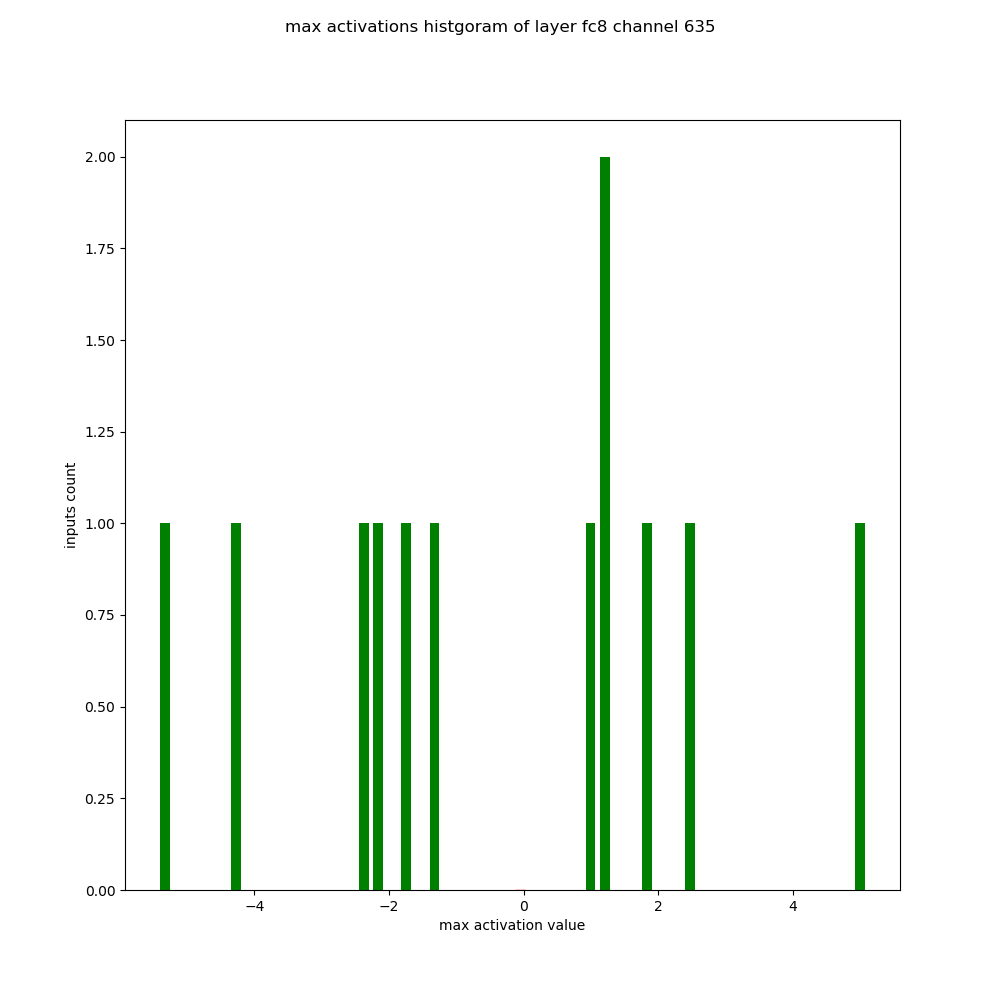 max activations histgoram of layer fc8 channel 635
2.00
1.75
1.50
1.25
1.00
0.75
0.50
0.25
0.00
inputs count
−4 −2 0 2 4
max activation value